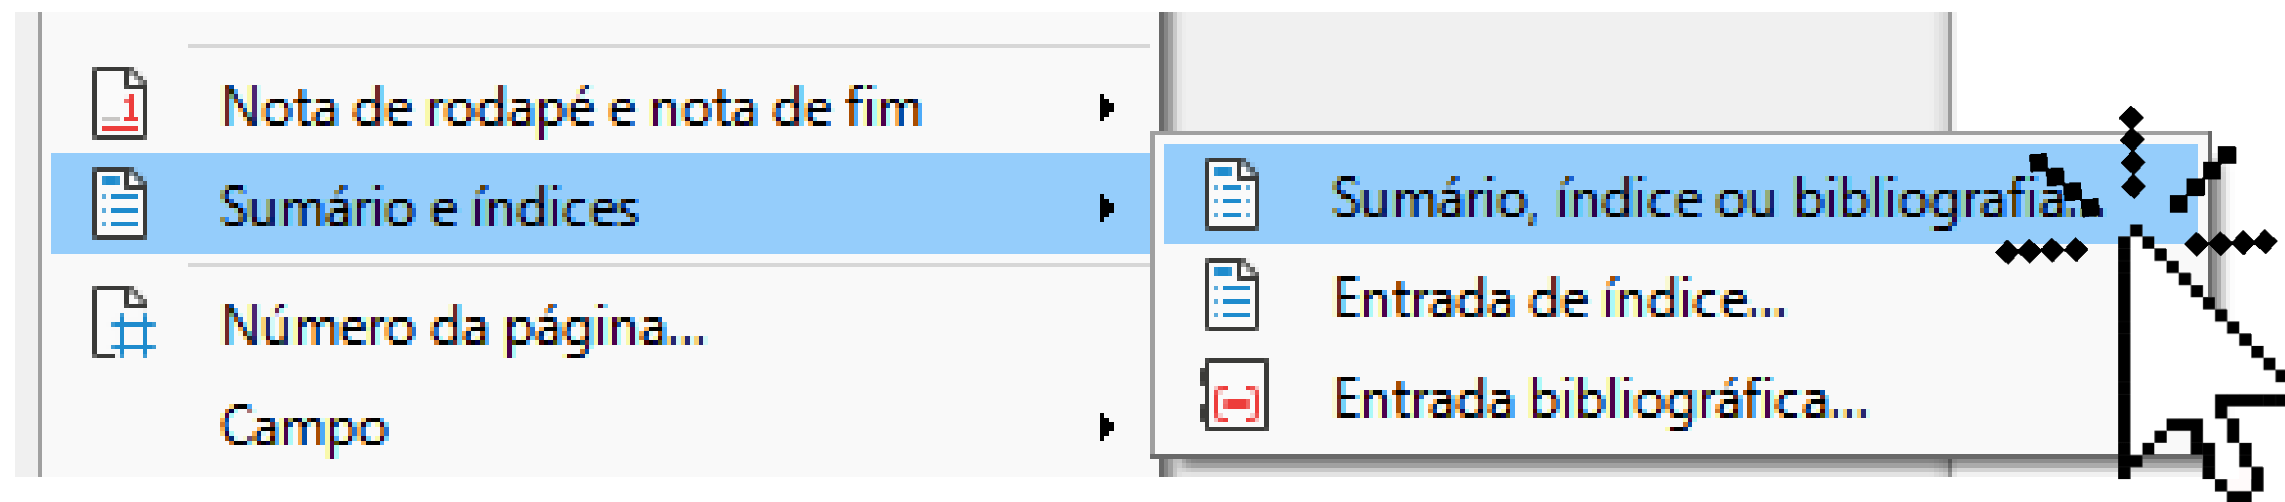 Nota de rodapé e nota de fim
Sumário e índices
Número da página...
Campo
Sumário, índice ou bibliografia...
Entrada de índice...
Entrada bibliográfica...